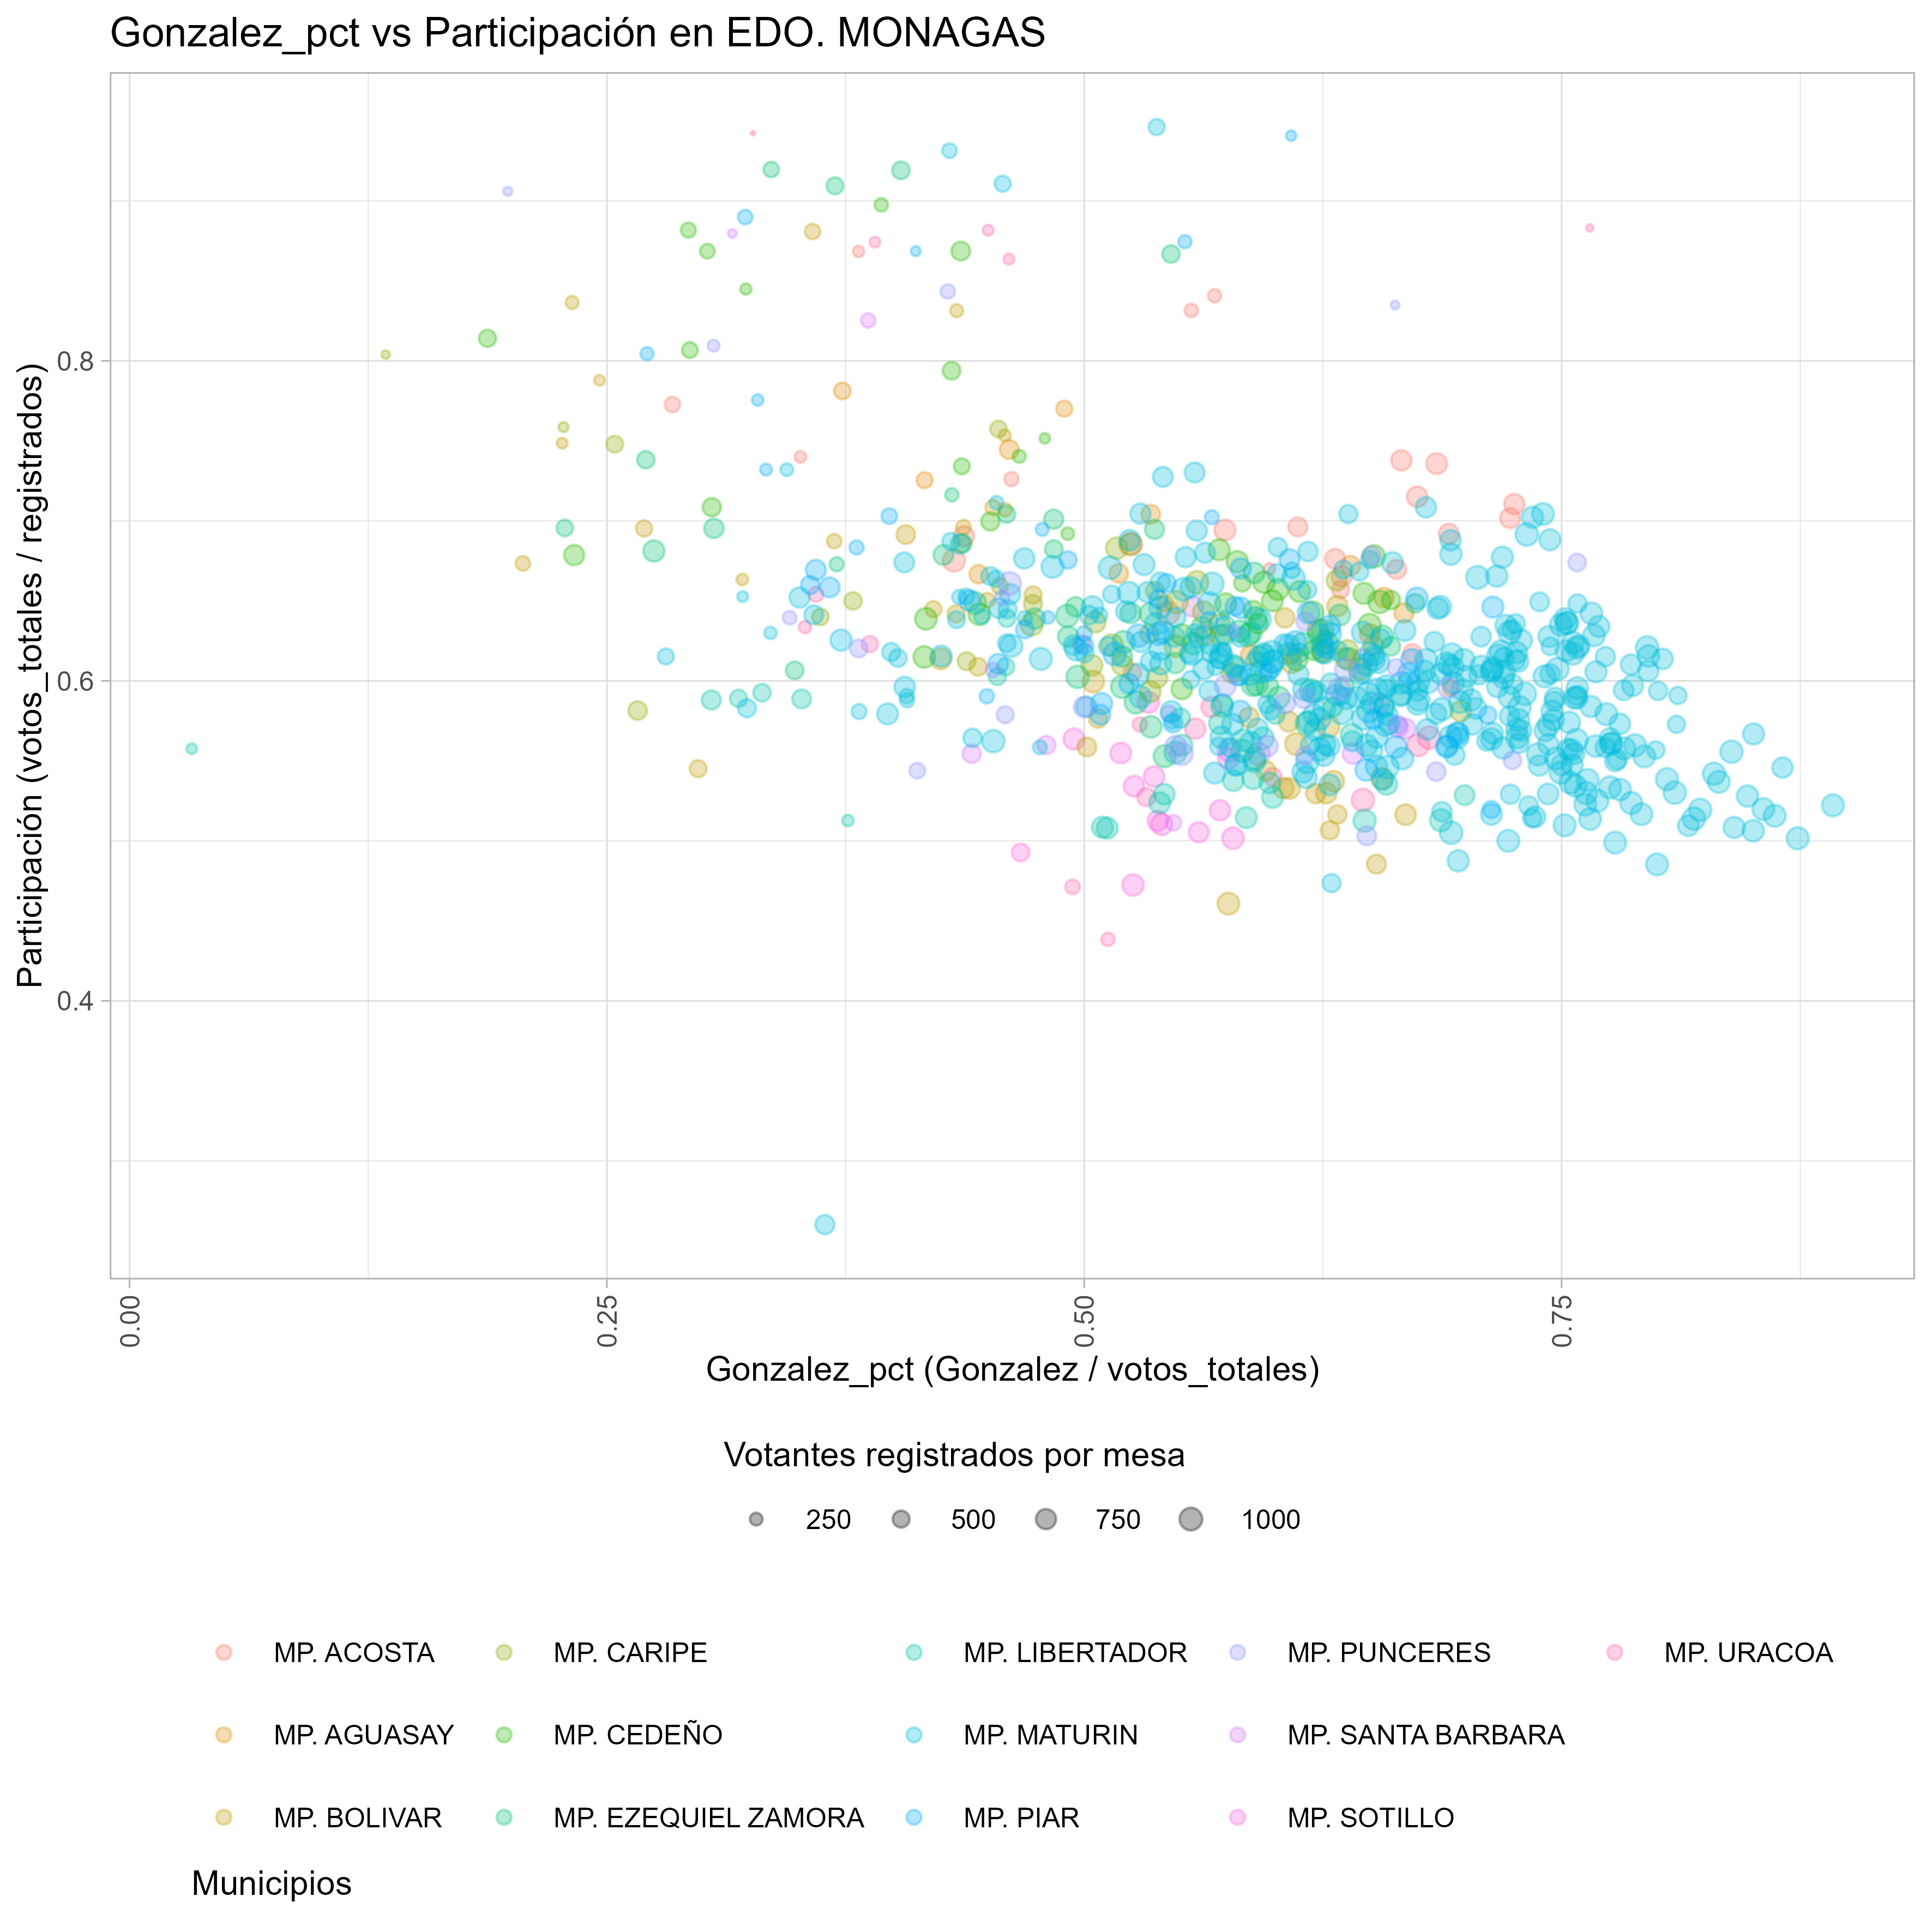 Gonzalez_pct vs Participación en EDO. MONAGAS
Participación (votos_totales / registrados)
0.8
0.6
0.4
0.00
0.25
0.50
0.75
Gonzalez_pct (Gonzalez / votos_totales)
Votantes registrados por mesa
250
500
750
1000
MP. ACOSTA
MP. CARIPE
MP. LIBERTADOR
MP. PUNCERES
MP. URACOA
MP. AGUASAY
MP. CEDEÑO
MP. MATURIN
MP. SANTA BARBARA
MP. BOLIVAR
MP. EZEQUIEL ZAMORA
MP. PIAR
MP. SOTILLO
Municipios